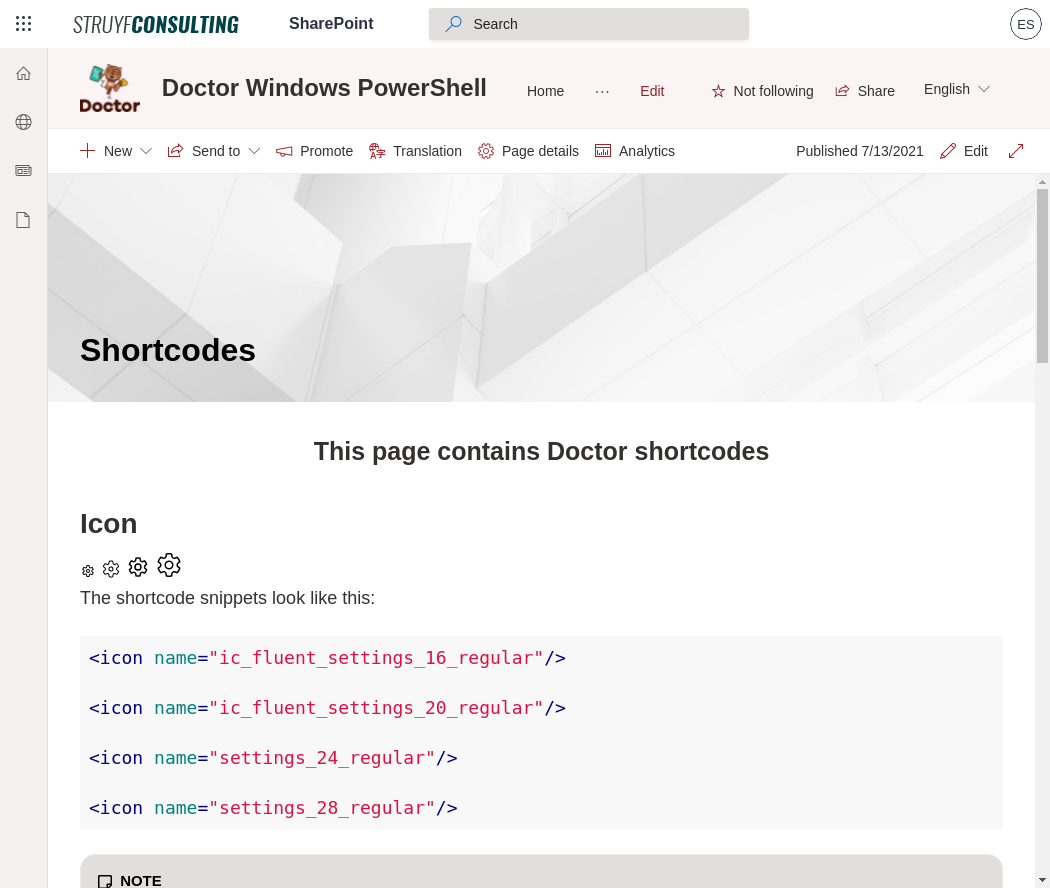 STRUYFCONSULTING SharePoint Search ES
Doctor Doctor Windows PowerShell Home ... Edit Not following Share English
New Send to Promote Translation Page details Analytics Published 7/13/2021 Edit
Shortcodes
This page contains Doctor shortcodes
Icon
The shortcode snippets look like this:
<icon name="ic_fluent_settings_16_regular"/>
<icon name="ic_fluent_settings_20_regular"/>
<icon name="settings_24_regular"/>
<icon name="settings_28_regular"/>
NOTE